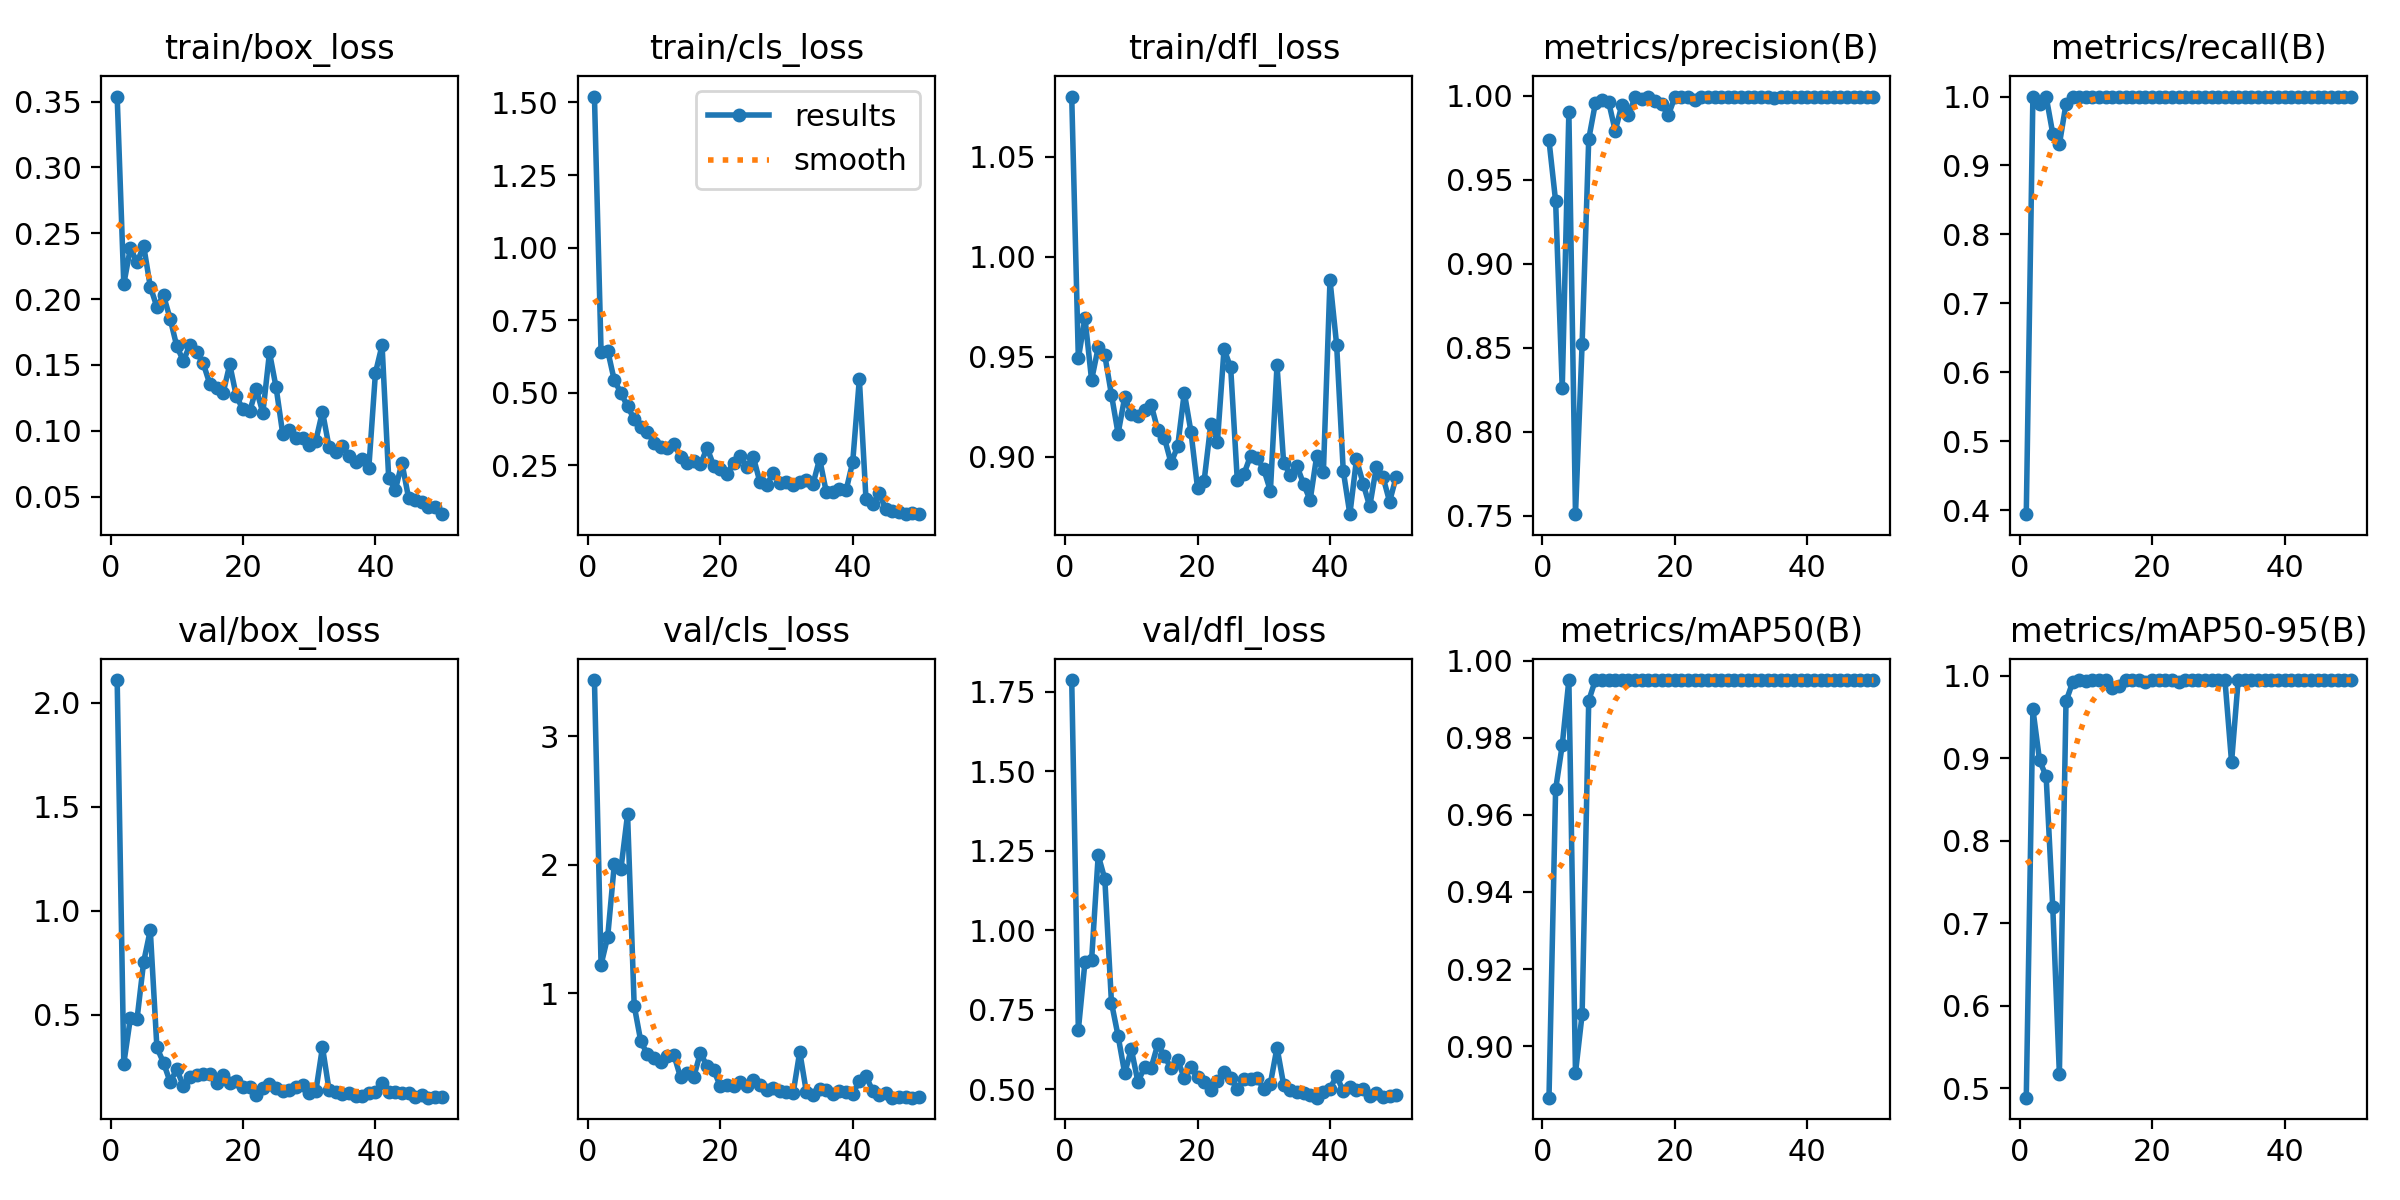 train/box_loss
train/cls_loss
train/dfl_loss
metrics/precision(B)
metrics/recall(B)
0.35
0.30
0.25
0.20
0.15
0.10
0.05
0 20 40
1.50
1.25
1.00
0.75
0.50
0.25
0 20 40
results
smooth
1.05
1.00
0.95
0.90
0 20 40
1.00
0.95
0.90
0.85
0.80
0.75
0 20 40
1.0
0.9
0.8
0.7
0.6
0.5
0.4
0 20 40
val/box_loss
val/cls_loss
val/dfl_loss
metrics/mAP50(B)
metrics/mAP50-95(B)
2.0
1.5
1.0
0.5
0 20 40
3
2
1
0 20 40
1.75
1.50
1.25
1.00
0.75
0.50
0 20 40
1.00
0.98
0.96
0.94
0.92
0.90
0 20 40
1.0
0.9
0.8
0.7
0.6
0.5
0 20 40